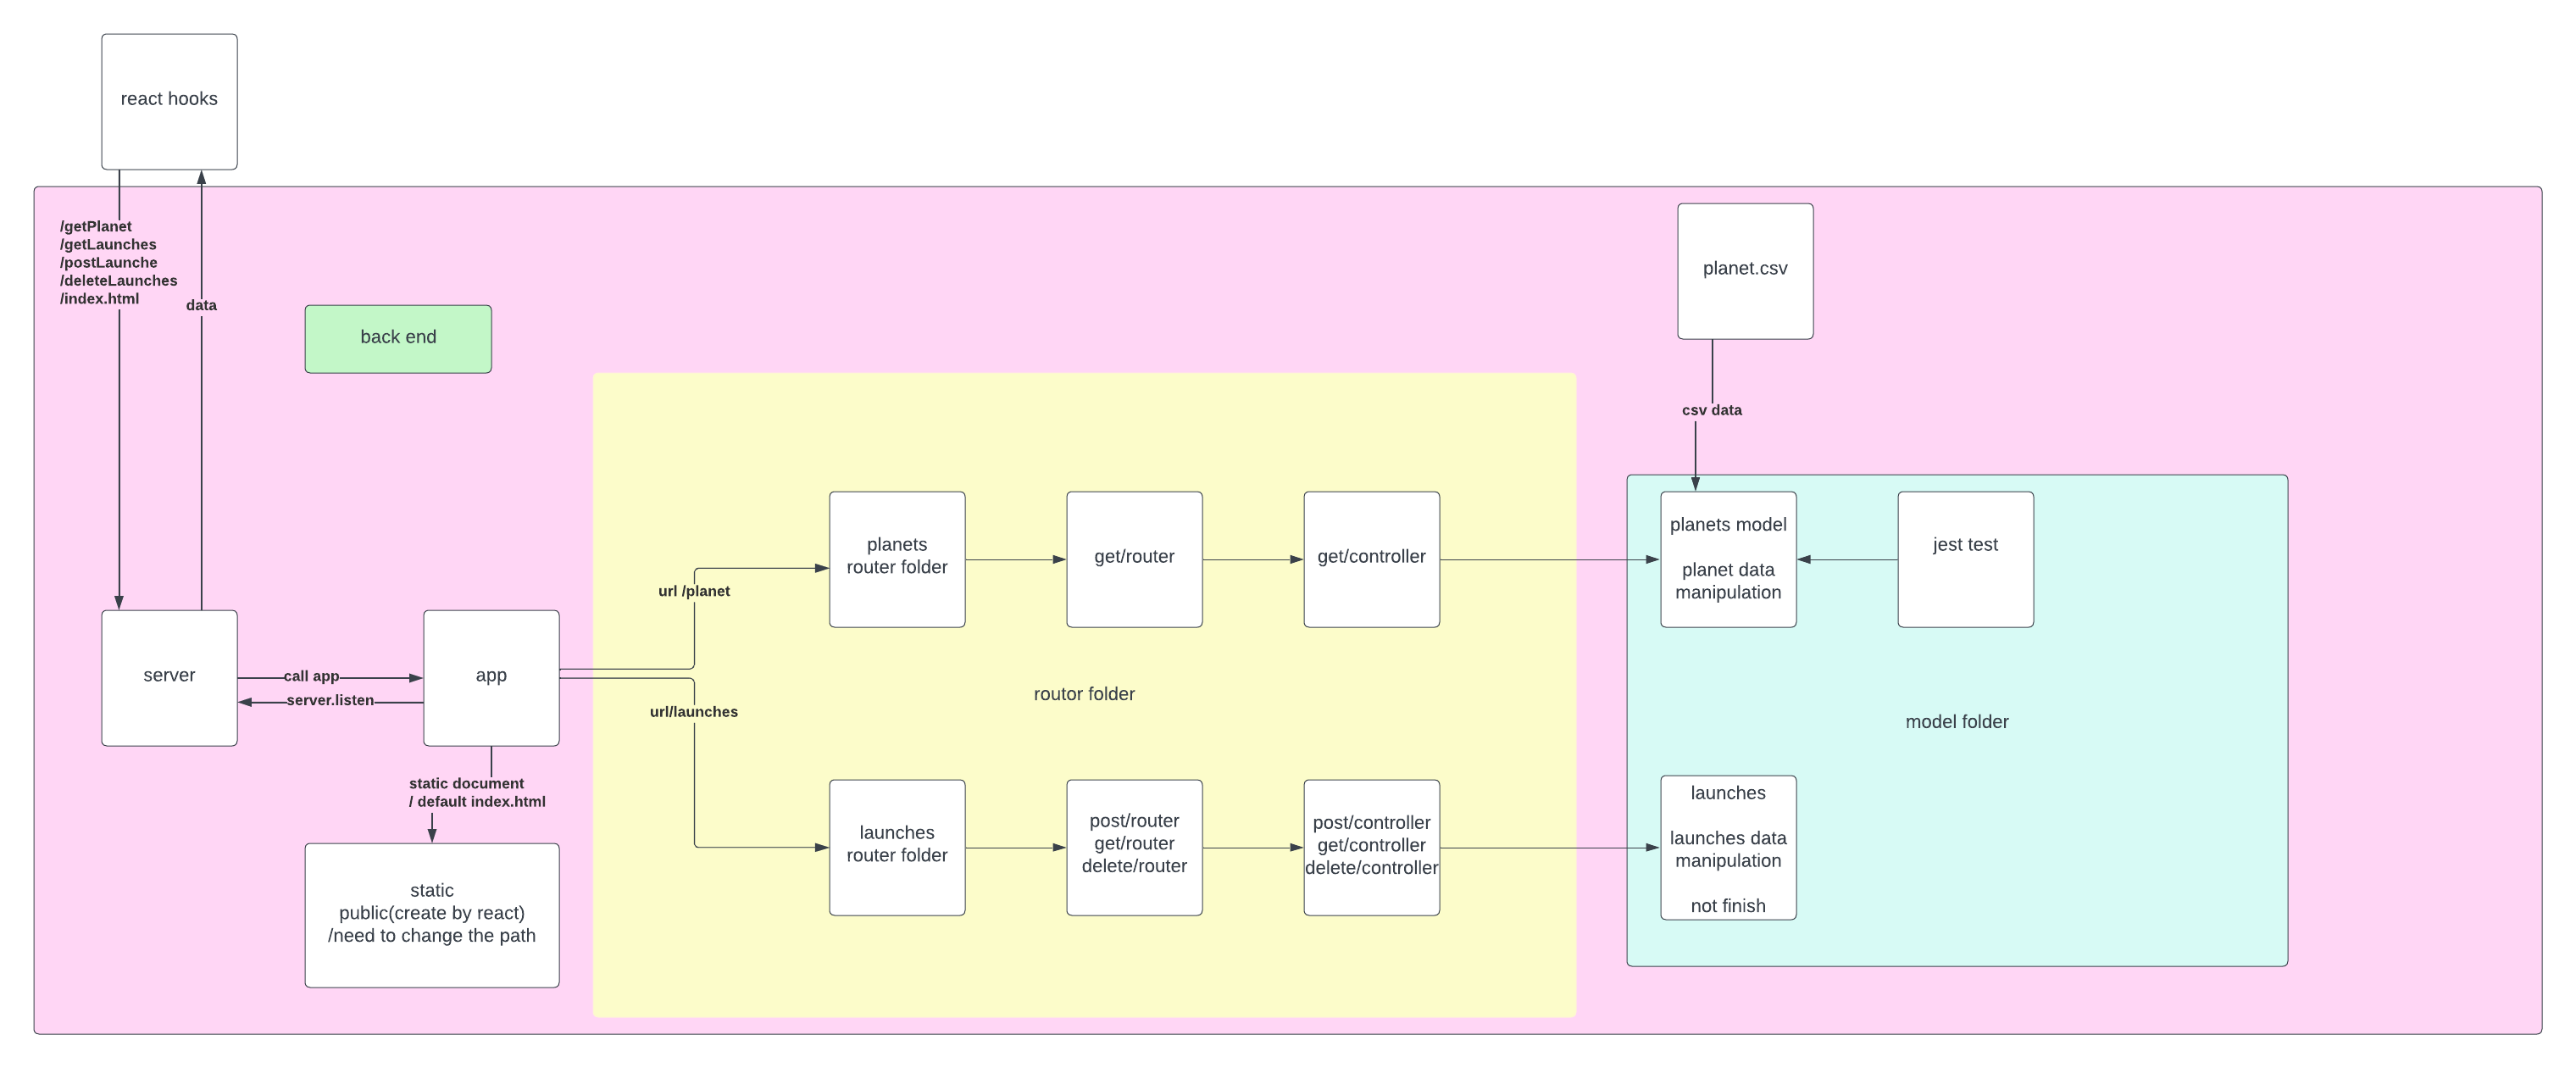 react hooks
/getPlanet
/getLaunches
/postLaunche
/deleteLaunches
/index.html
data
back end
planet.csv
csv data
server
call app
server.listen
app
static document
/ default index.html
static
public(create by react)
/need to change the path
url /planet
url/launches
planets
router folder
get/router
get/controller
routor folder
launches
router folder
post/router
get/router
delete/router
post/controller
get/controller
delete/controller
planets model
planet data
manipulation
jest test
model folder
launches
launches data
manipulation
not finish